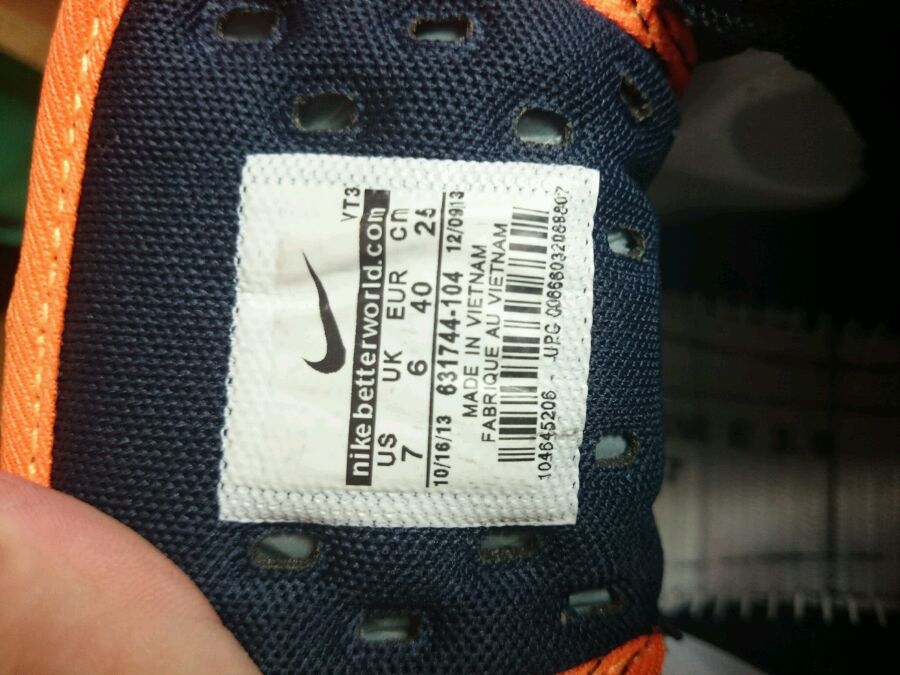 VT3
nikebetterworld.com
US UK EUR cm
7 6 40 25
10/16/13 631744-104 12/09/13
MADE IN VIETNAM
FABRIQUE AU VIETNAM
104645206 UPC 00666032088807